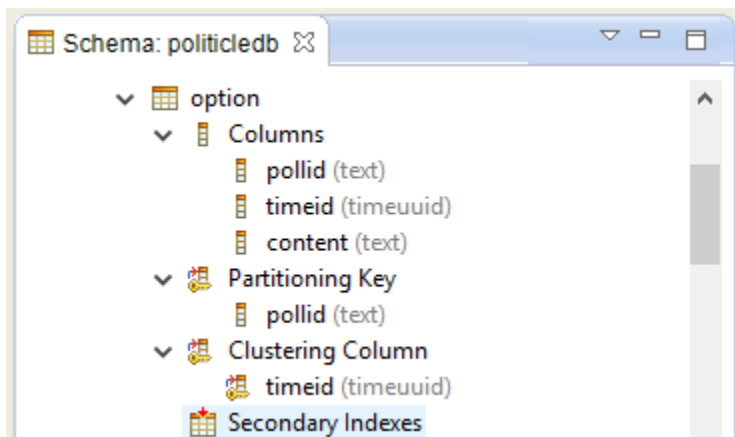 Schema: politicledb
option
Columns
pollid (text)
timeid (timeuuid)
content (text)
Partitioning Key
pollid (text)
Clustering Column
timeid (timeuuid)
Secondary Indexes